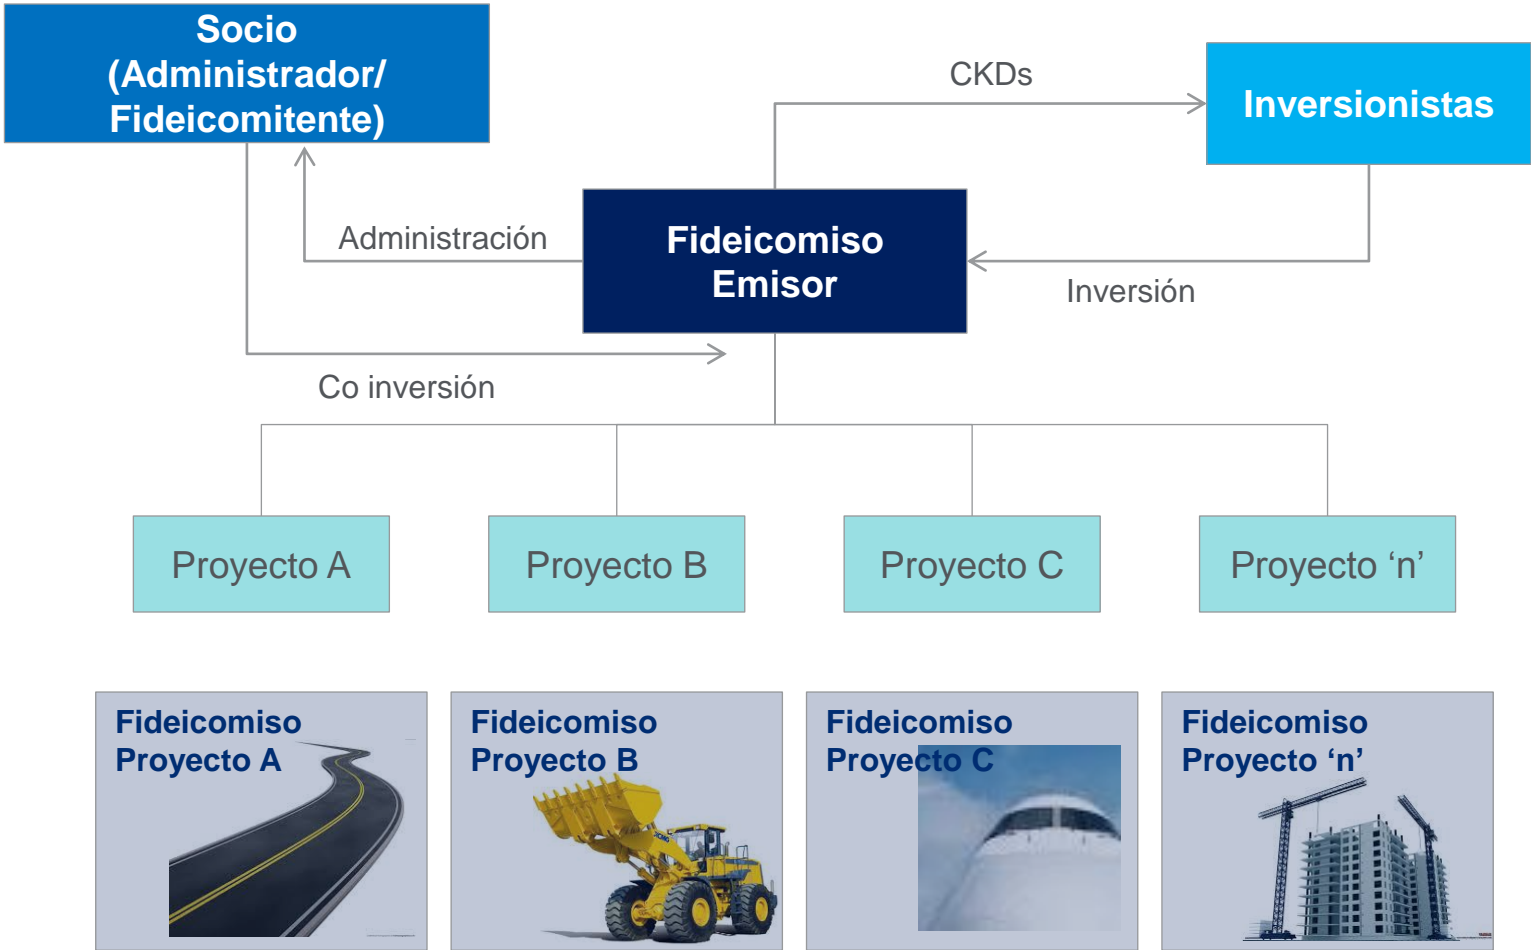 Socio
(Administrador/
Fideicomitente)
CKDs
Inversionistas
Administración
Fideicomiso
Emisor
Inversión
Co inversión
Proyecto A
Proyecto B
Proyecto C
Proyecto ‘n’
Fideicomiso
Proyecto A
Fideicomiso
Proyecto B
Fideicomiso
Proyecto C
Fideicomiso
Proyecto ‘n’